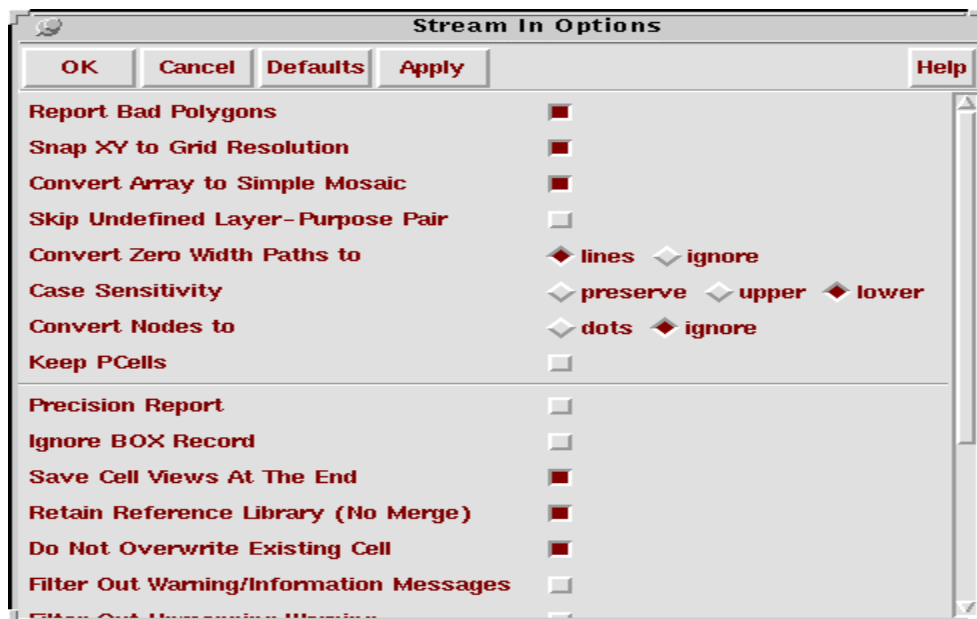 Stream In Options
OK Cancel Defaults Apply Help
Report Bad Polygons
Snap XY to Grid Resolution
Convert Array to Simple Mosaic
Skip Undefined Layer-Purpose Pair
Convert Zero Width Paths to lines ignore
Case Sensitivity preserve upper lower
Convert Nodes to dots ignore
Keep PCells
Precision Report
Ignore BOX Record
Save Cell Views At The End
Retain Reference Library (No Merge)
Do Not Overwrite Existing Cell
Filter Out Warning/Information Messages